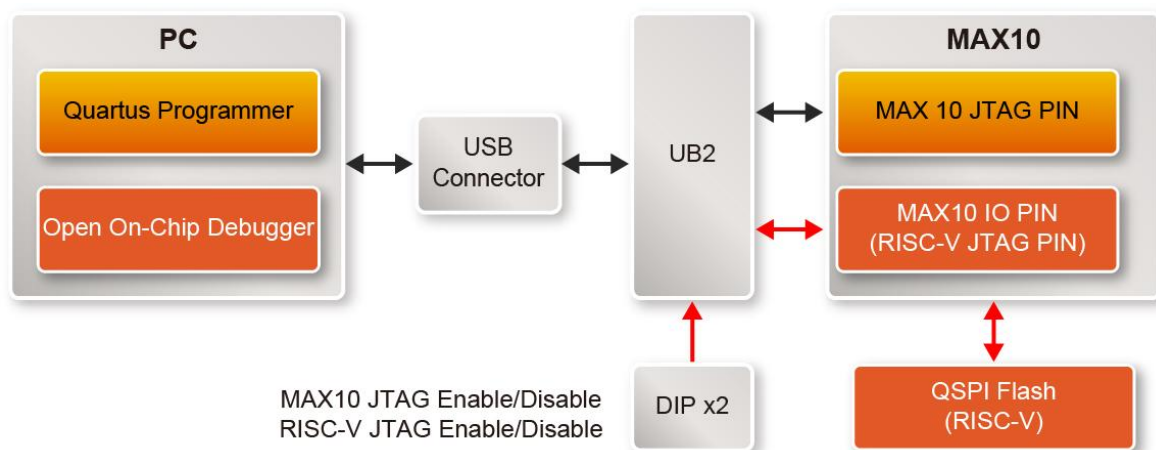 PC
Quartus Programmer
Open On-Chip Debugger
USB
Connector
UB2
MAX10
MAX 10 JTAG PIN
MAX10 IO PIN
(RISC-V JTAG PIN)
MAX10 JTAG Enable/Disable
RISC-V JTAG Enable/Disable
DIP x2
QSPI Flash
(RISC-V)